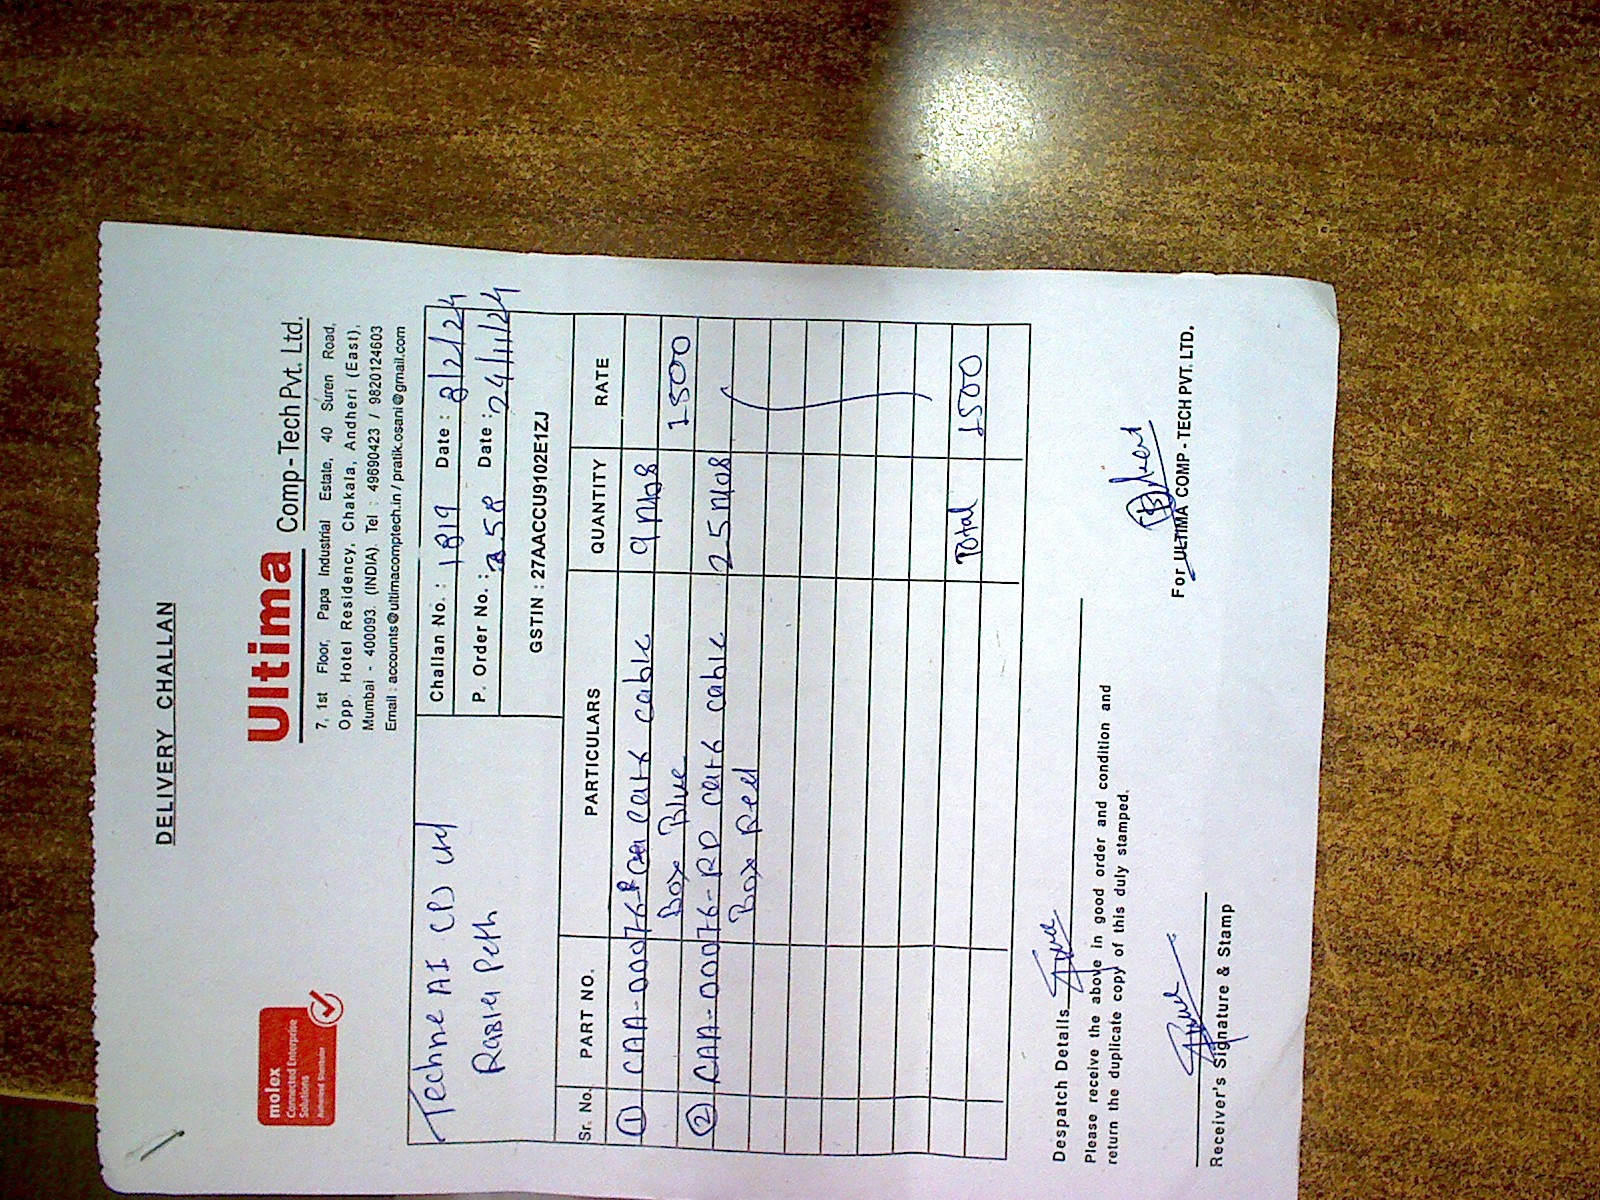 DELIVERY CHALLAN
molex
Connected Enterprise
Solutions
Authorised Distributor
Ultima Comp-Tech Pvt. Ltd.
7, 1st Floor, Papa Industrial Estate, 40 Suren Road,
Opp. Hotel Residency, Chakala, Andheri (East),
Mumbai - 400093. (INDIA). Tel : 49690423 / 9820124603
Email : accounts@ultimacomptech.in / pratik.osani@gmail.com
Techne AI
Peth
Challan No. : 1819 Date : 8/2/24
P. Order No. : 258 Date : 24/11/24
GSTIN : 27AACCU9102E1ZJ
Sr. No. PART NO. PARTICULARS QUANTITY RATE
① CAA-00076- cat6 cable 9 NOS
Box Blue 1500
② CAA-00076-RD cat6 cable 25 NOS
Box Red
Total 1500
Despatch Details
Please receive the above in good order and condition and
return the duplicate copy of this duly stamped.
Receiver's Signature & Stamp
For ULTIMA COMP - TECH PVT. LTD.